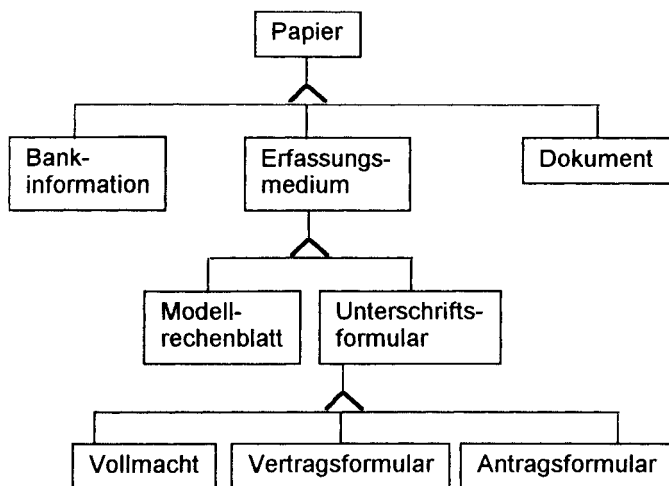 Papier
Bank-
information
Erfassungs-
medium
Dokument
Modell-
rechenblatt
Unterschrifts-
formular
Vollmacht
Vertragsformular
Antragsformular